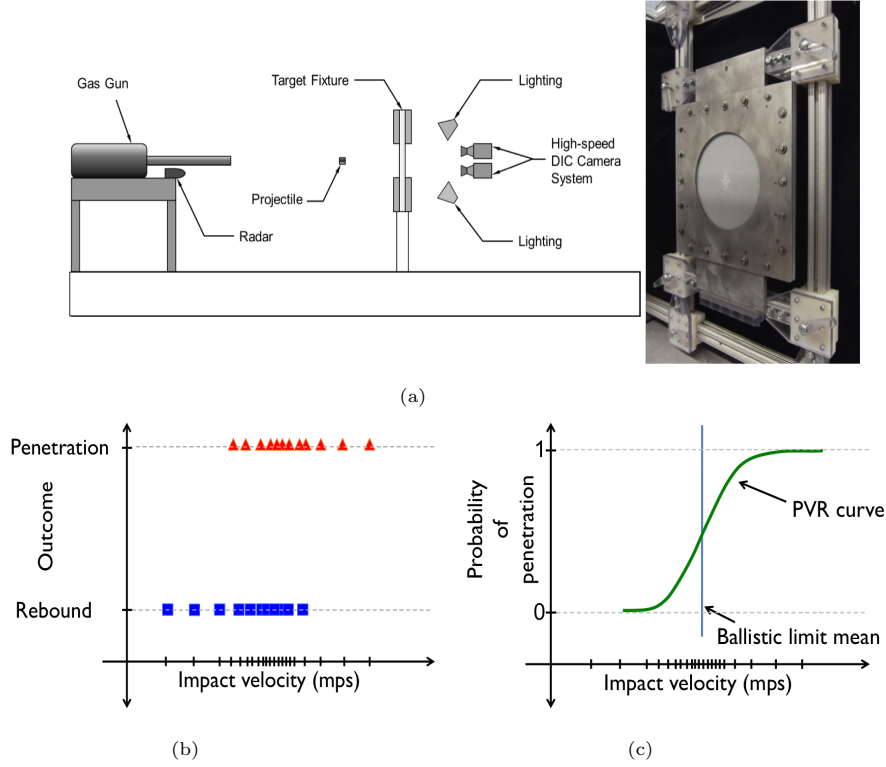 Gas Gun
Target Fixture
Lighting
High-speed
DIC Camera
System
Projectile
Radar
Lighting
(a)
Penetration
Outcome
Rebound
Impact velocity (mps)
(b)
1
Probability
of
penetration
PVR curve
0
Ballistic limit mean
Impact velocity (mps)
(c)